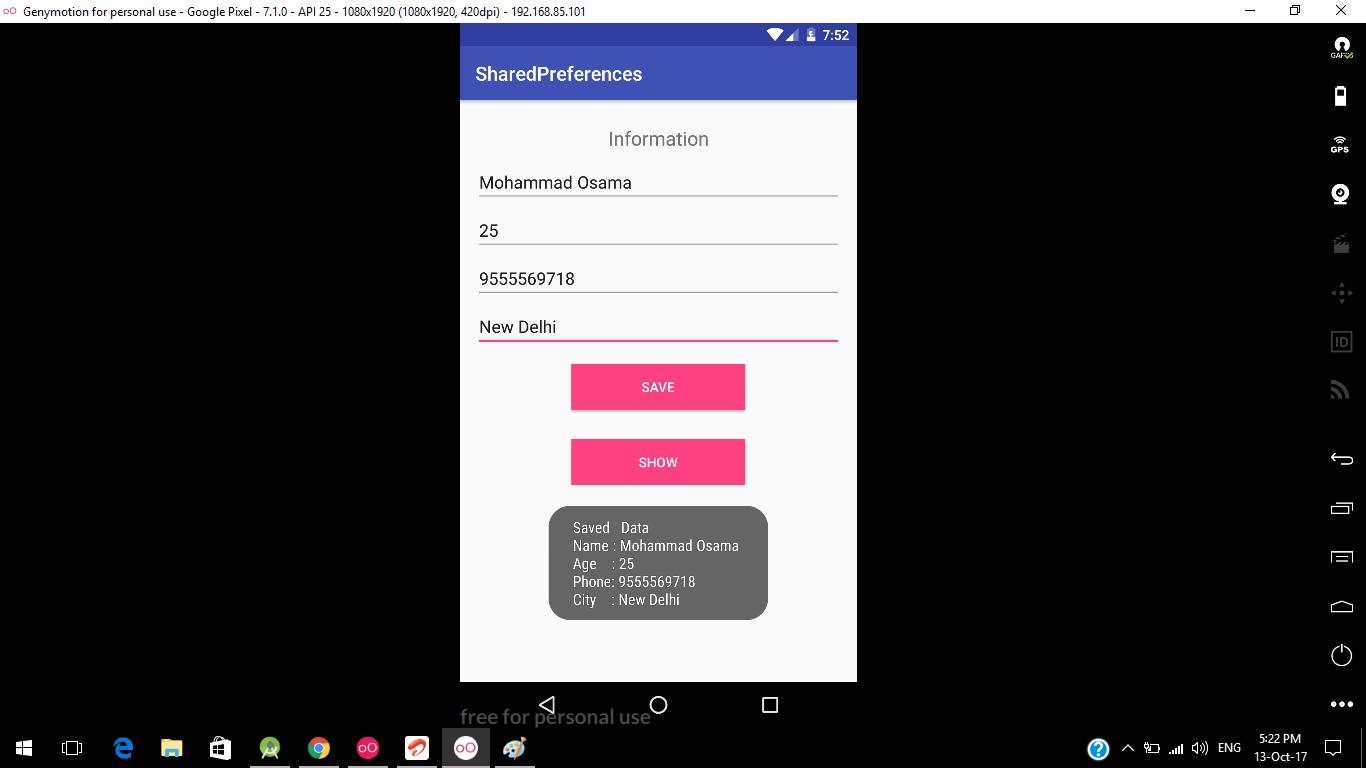 Genymotion for personal use - Google Pixel - 7.1.0 - API 25 - 1080x1920 (1080x1920, 420dpi) - 192.168.85.101
7:52
GAPPS
SharedPreferences
GPS
Information
Mohammad Osama
25
9555569718
New Delhi
ID
SAVE
SHOW
Saved Data
Name : Mohammad Osama
Age : 25
Phone: 9555569718
City : New Delhi
free for personal use
ENG
5:22 PM
13-Oct-17